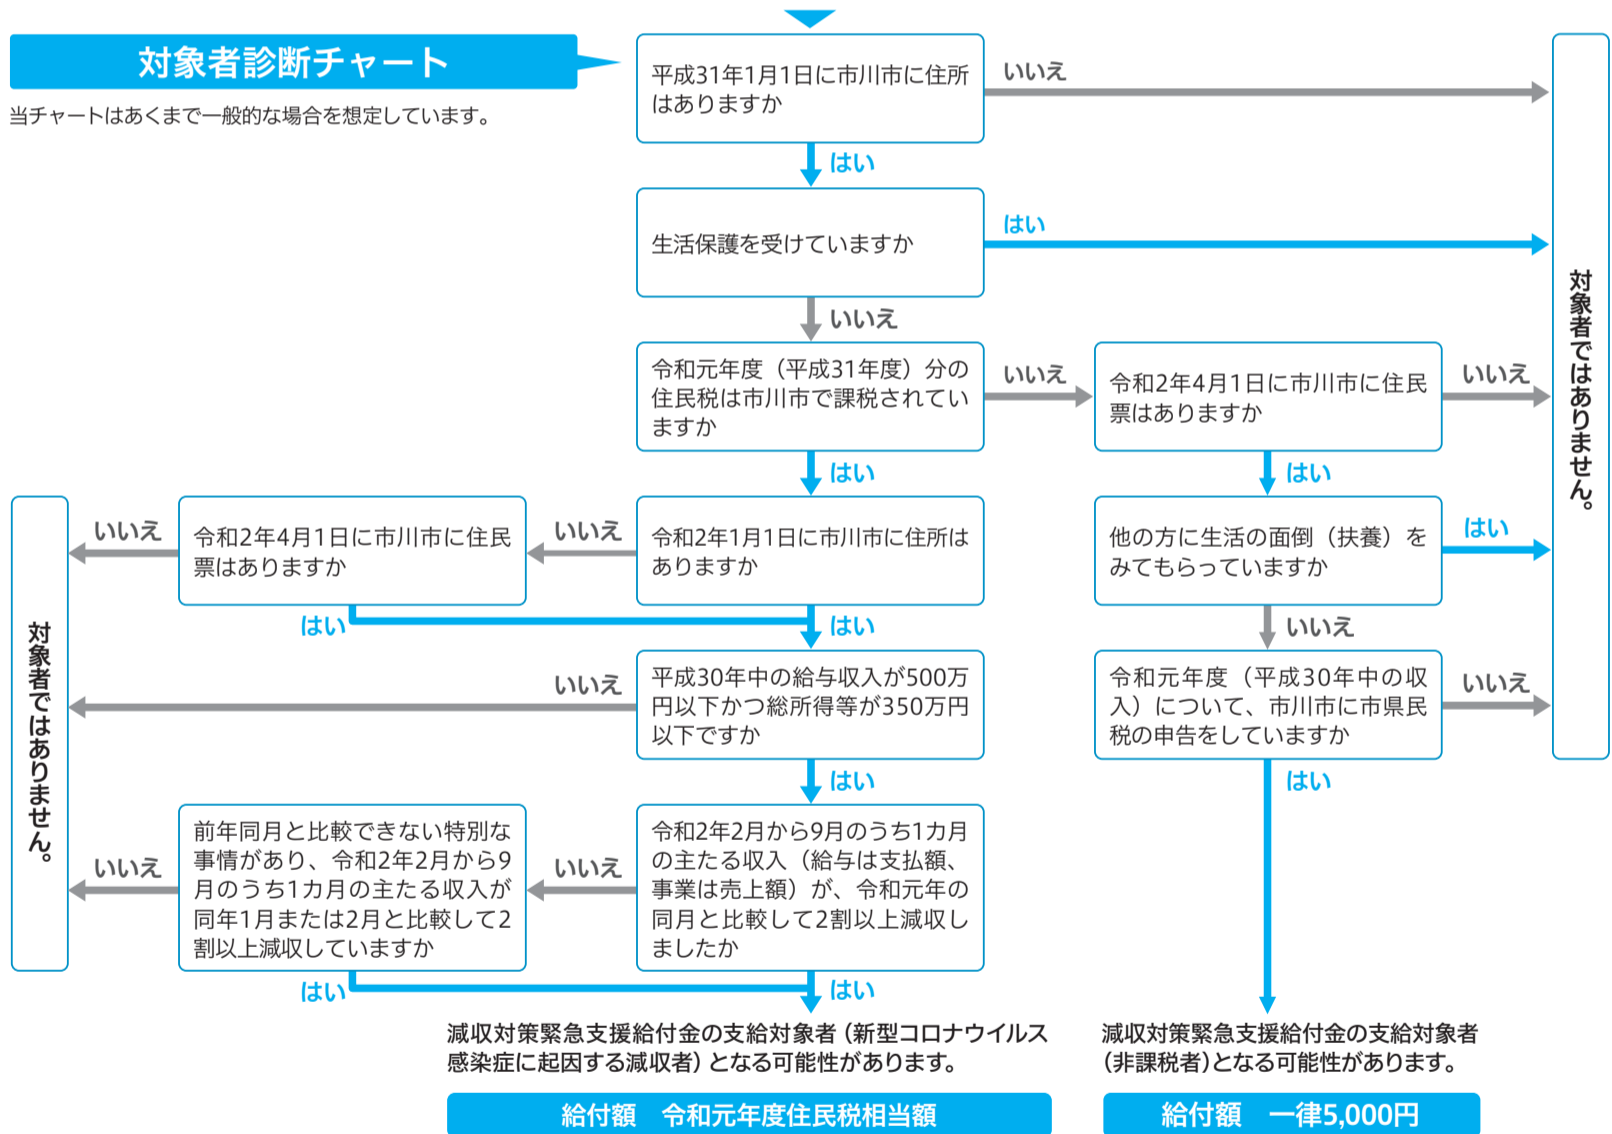 対象者診断チャート
当チャートはあくまで一般的な場合を想定しています。
平成31年1月1日に市川市に住所
はありますか
いいえ
はい
生活保護を受けていますか
はい
いいえ
令和元年度（平成31年度）分の
住民税は市川市で課税されてい
ますか
いいえ
令和2年4月1日に市川市に住民
票はありますか
いいえ
はい
はい
令和2年1月1日に市川市に住所は
ありますか
いいえ
令和2年4月1日に市川市に住民
票はありますか
いいえ
はい
はい
他の方に生活の面倒（扶養）を
みてもらっていますか
はい
いいえ
平成30年中の給与収入が500万
円以下かつ総所得等が350万円
以下ですか
いいえ
はい
令和元年度（平成30年中の収
入）について、市川市に市県民
税の申告をしていますか
いいえ
はい
令和2年2月から9月のうち1カ月
の主たる収入（給与は支払額、
事業は売上額）が、令和元年の
同月と比較して2割以上減収し
ましたか
いいえ
前年同月と比較できない特別な
事情があり、令和2年2月から9
月のうち1カ月の主たる収入が
同年1月または2月と比較して2
割以上減収していますか
いいえ
はい
はい
対象者ではありません。
対象者ではありません。
減収対策緊急支援給付金の支給対象者（新型コロナウイルス
感染症に起因する減収者）となる可能性があります。
給付額　令和元年度住民税相当額
減収対策緊急支援給付金の支給対象者
（非課税者）となる可能性があります。
給付額　一律5,000円